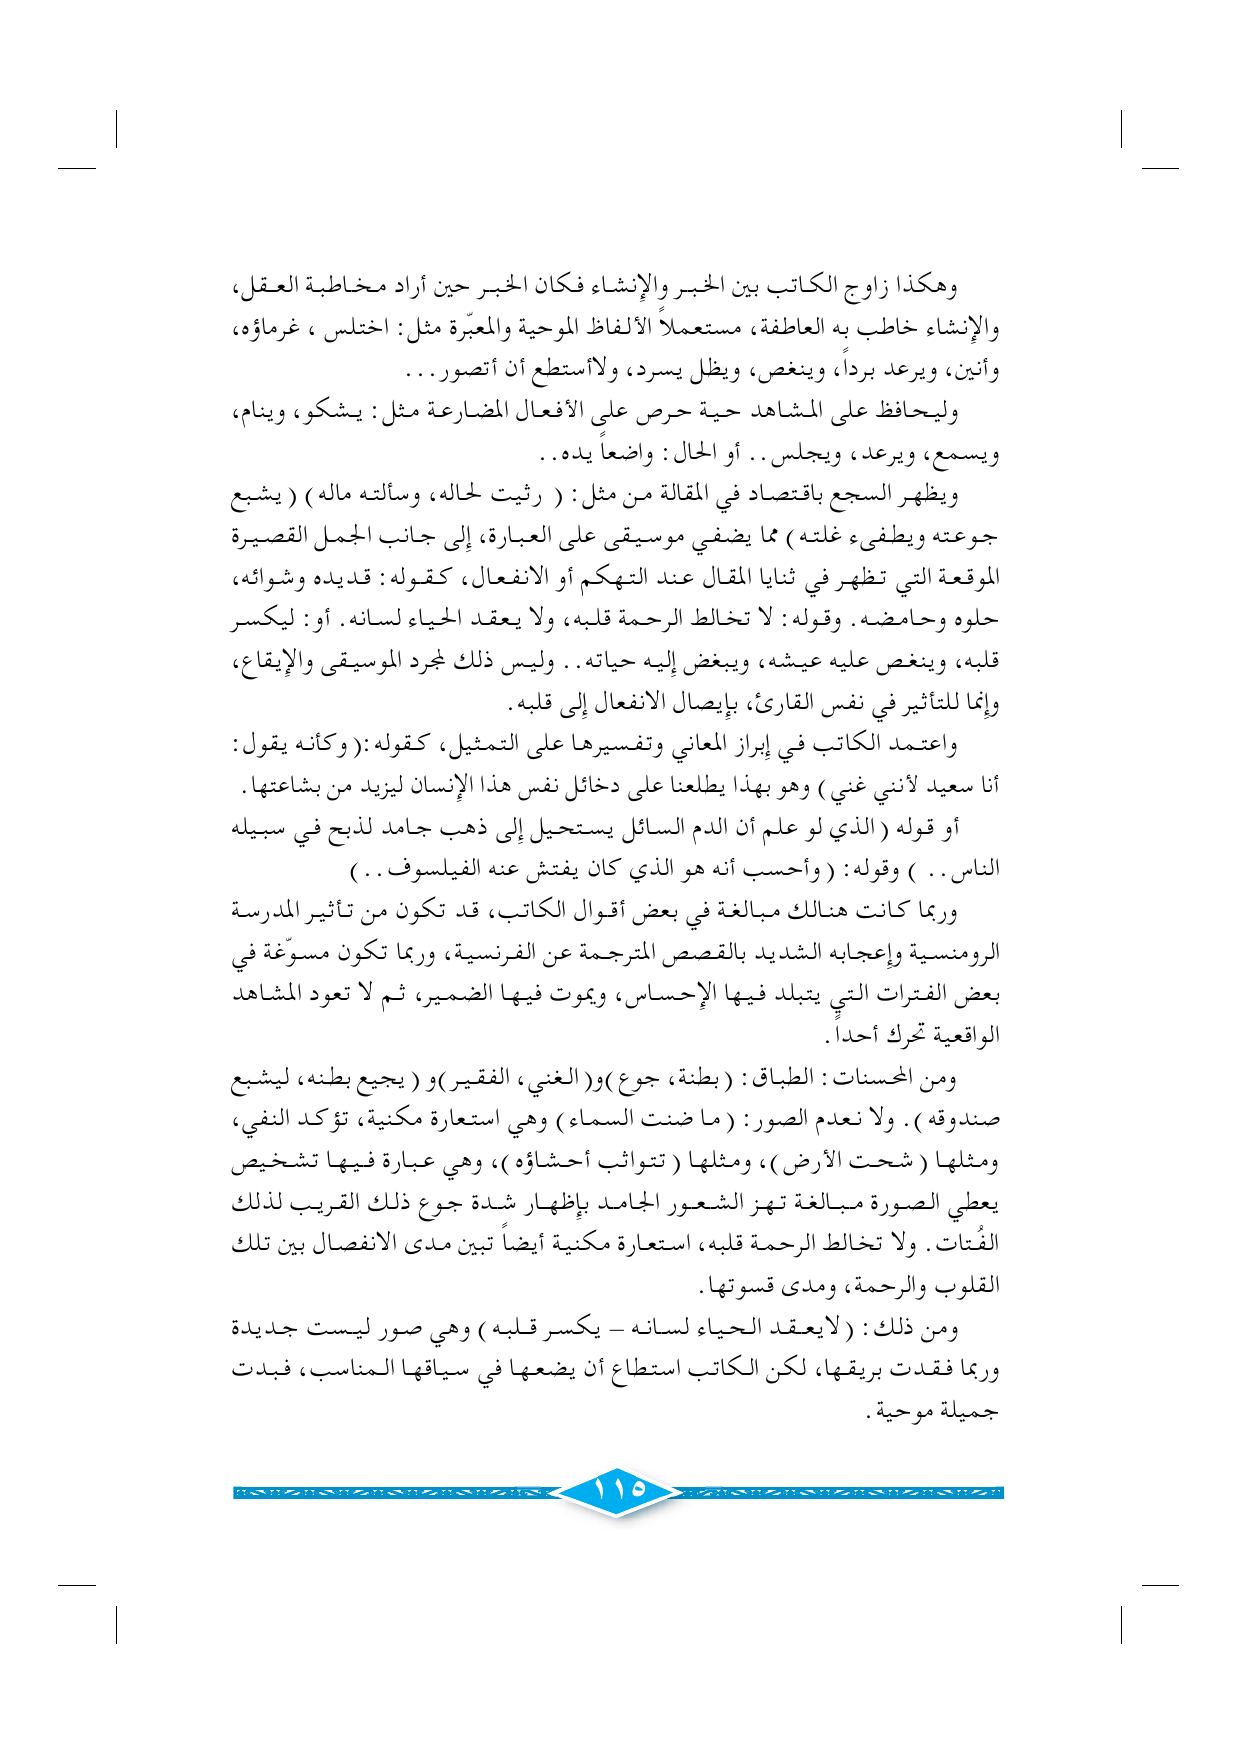 وهكذا زاوج الكاتب بين الخبر والإنشاء فكان الخبر حين أراد مخاطبة العقل،
والإنشاء خاطب به العاطفة، مستعملاً الألفاظ الموحية والمعبّرة مثل: اختلس ، غرماؤه،
وأنين، ويرعد برداً، وينغص، ويظل يسرد، ولاأستطع أن أتصور...
وليحافظ على المشاهد حية حرص على الأفعال المضارعة مثل: يشكو، وينام،
ويسمع، ويرعد، ويجلس.. أو الحال: واضعاً يده..
ويظهر السجع باقتصاد في المقالة من مثل: ( رثيت لحاله، وسألته ماله) (يشبع
جوعته ويطفىء غلته) مما يضفي موسيقى على العبارة، إلى جانب الجمل القصيرة
الموقعة التي تظهر في ثنايا المقال عند التهكم أو الانفعال، كقوله: قديده وشوائه،
حلوه وحامضه. وقوله: لا تخالط الرحمة قلبه، ولا يعقد الحياء لسانه. أو: ليكسر
قلبه، وينغص عليه عيشه، ويبغض إليه حياته.. وليس ذلك لمجرد الموسيقى والإيقاع،
وإنما للتأثير في نفس القارئ، بإيصال الانفعال إلى قلبه.
واعتمد الكاتب في إبراز المعاني وتفسيرها على التمثيل، كقوله:(وكأنه يقول:
أنا سعيد لأنني غني) وهو بهذا يطلعنا على دخائل نفس هذا الإنسان ليزيد من بشاعتها.
أو قوله (الذي لو علم أن الدم السائل يستحيل إلى ذهب جامد لذبح في سبيله
الناس.. ) وقوله: (وأحسب أنه هو الذي كان يفتش عنه الفيلسوف..)
وربما كانت هنالك مبالغة في بعض أقوال الكاتب، قد تكون من تأثير المدرسة
الرومنسية وإعجابه الشديد بالقصص المترجمة عن الفرنسية، وربما تكون مسوّغة في
بعض الفترات التي يتبلد فيها الإحساس، ويموت فيها الضمير، ثم لا تعود المشاهد
الواقعية تحرك أحداً.
ومن المحسنات: الطباق: (بطنة، جوع)و(الغني، الفقير)و (يجيع بطنه، ليشبع
صندوقه). ولا نعدم الصور: (ما ضنت السماء) وهي استعارة مكنية، تؤكد النفي،
ومثلها (شحت الأرض)، ومثلها (تتواثب أحشاؤه)، وهي عبارة فيها تشخيص
يعطي الصورة مبالغة تهز الشعور الجامد بإظهار شدة جوع ذلك القريب لذلك
الفُتات. ولا تخالط الرحمة قلبه، استعارة مكنية أيضاً تبين مدى الانفصال بين تلك
القلوب والرحمة، ومدى قسوتها.
ومن ذلك: (لايعقد الحياء لسانه – يكسر قلبه) وهي صور ليست جديدة
وربما فقدت بريقها، لكن الكاتب استطاع أن يضعها في سياقها المناسب، فبدت
جميلة موحية.
١١٥